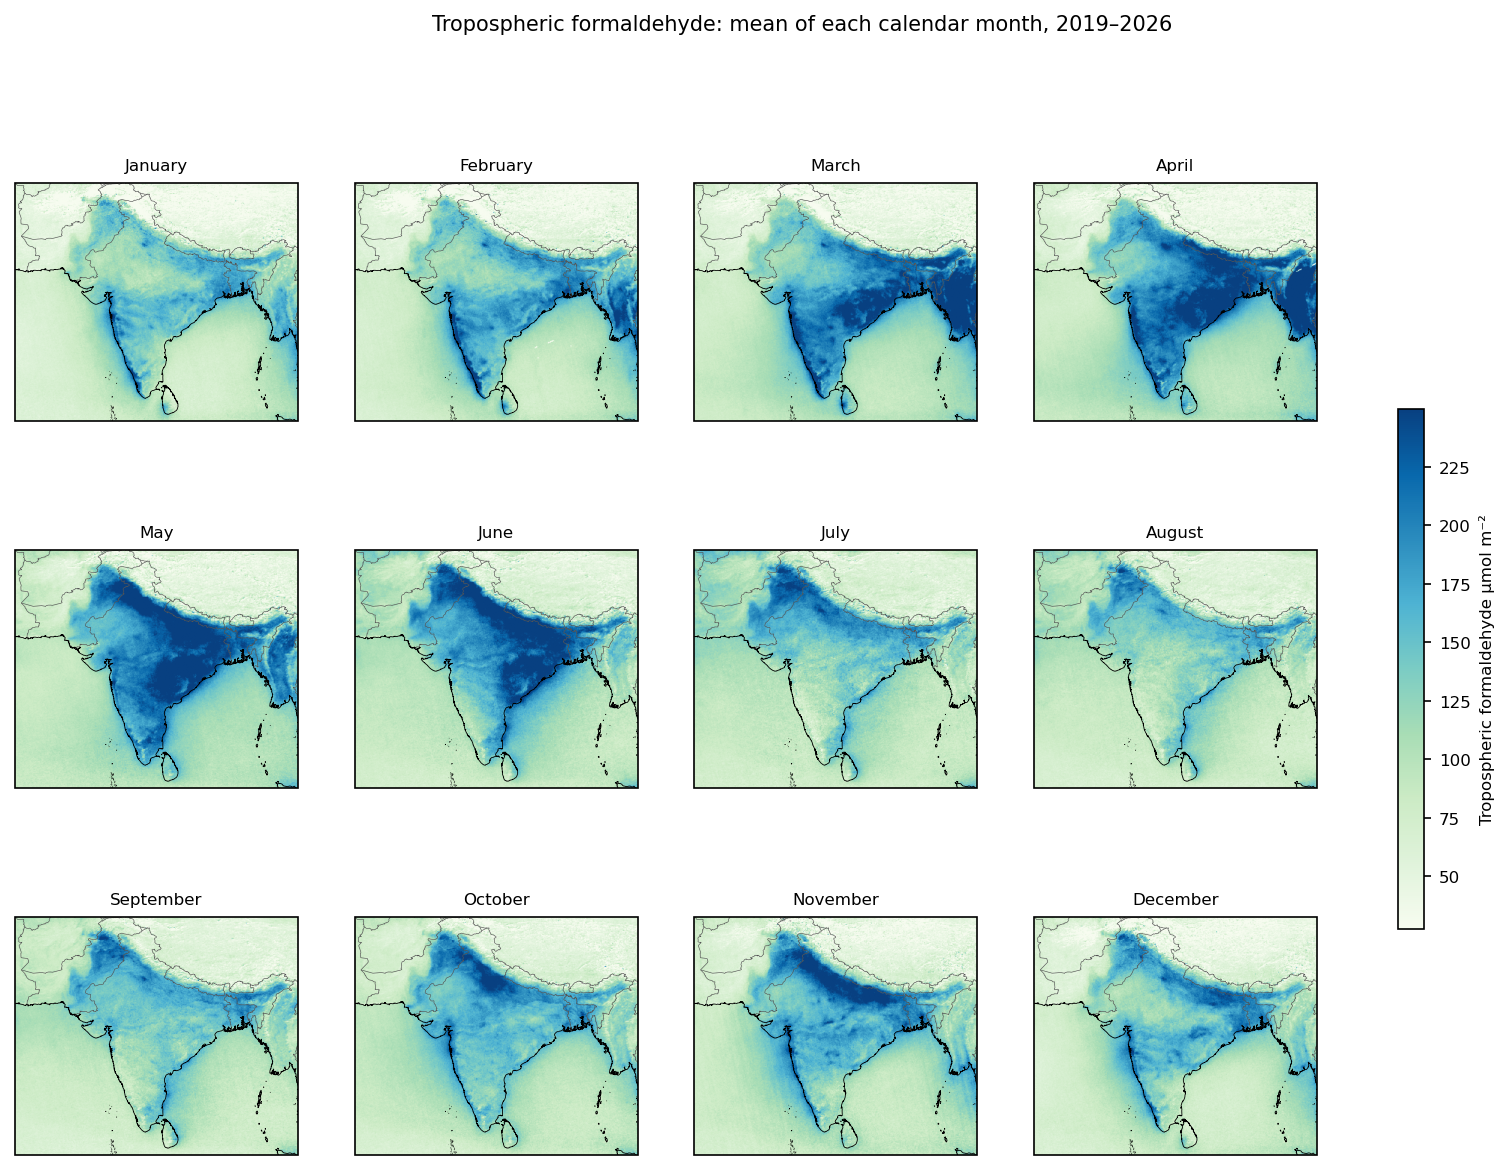 Tropospheric formaldehyde: mean of each calendar month, 2019–2026
January
February
March
April
May
June
July
August
September
October
November
December
225
200
175
150
125
100
75
50
Tropospheric formaldehyde µmol m⁻²